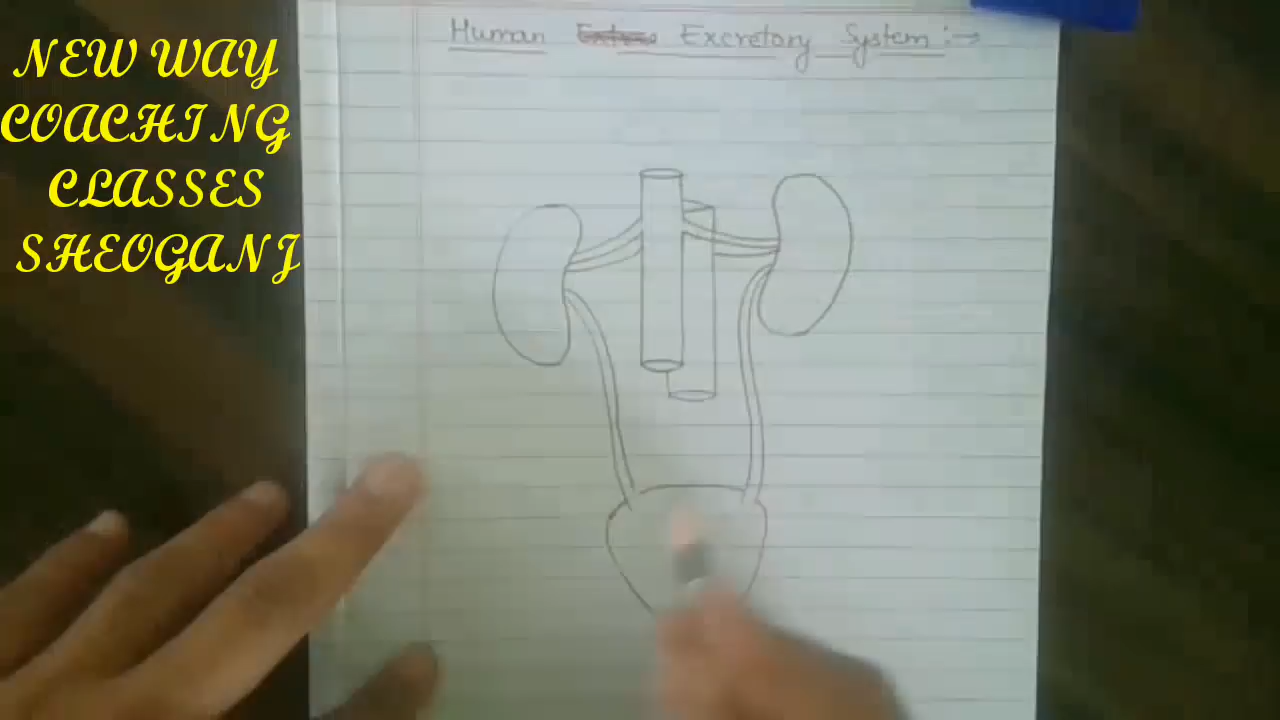 NEW WAY
COACHING
CLASSES
SHEOGANJ
Human Excretory System :→